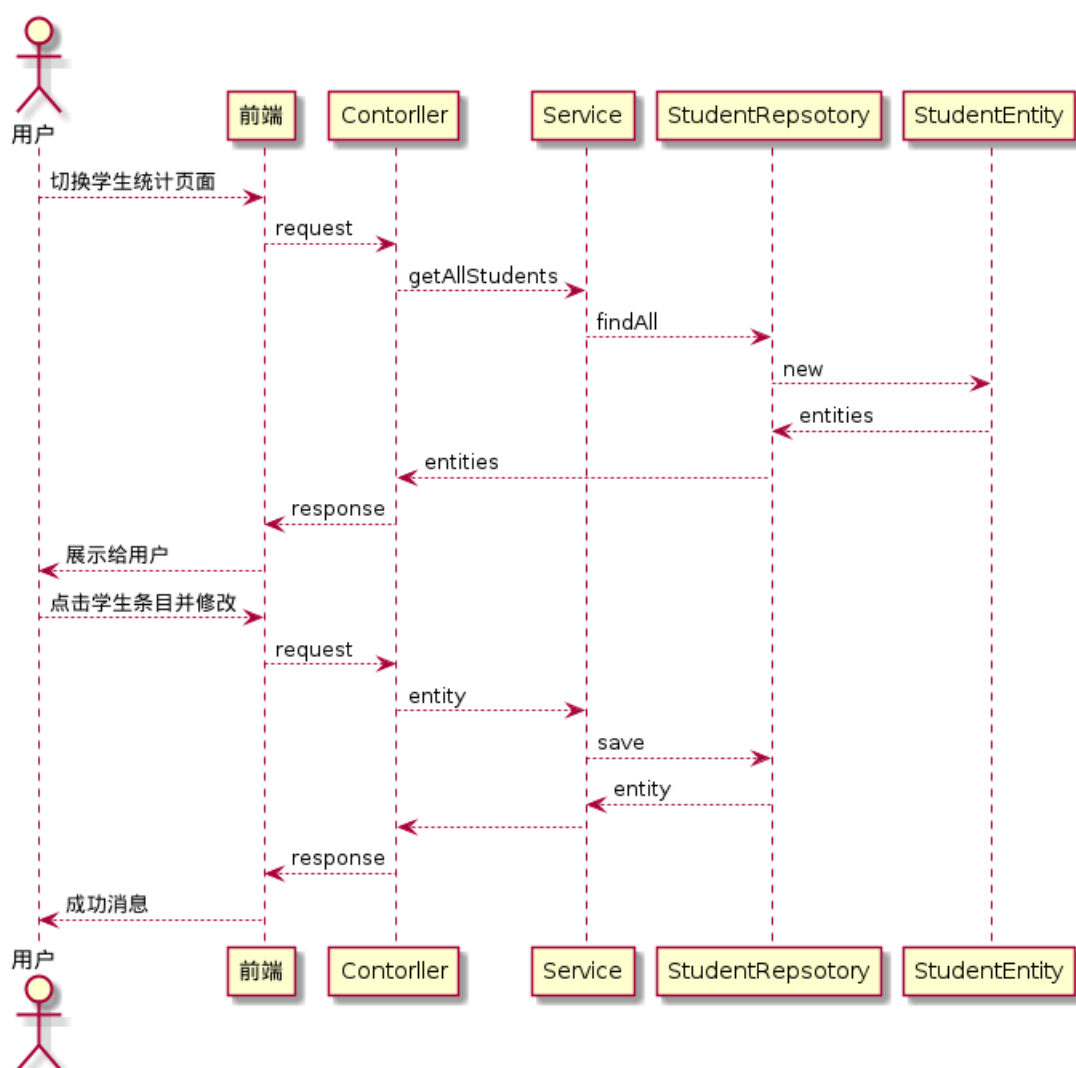 用户
前端
Contorller
Service
StudentRepsotory
StudentEntity
切换学生统计页面
request
getAllStudents
findAll
new
entities
entities
response
展示给用户
点击学生条目并修改
request
entity
save
entity
response
成功消息
用户
前端
Contorller
Service
StudentRepsotory
StudentEntity